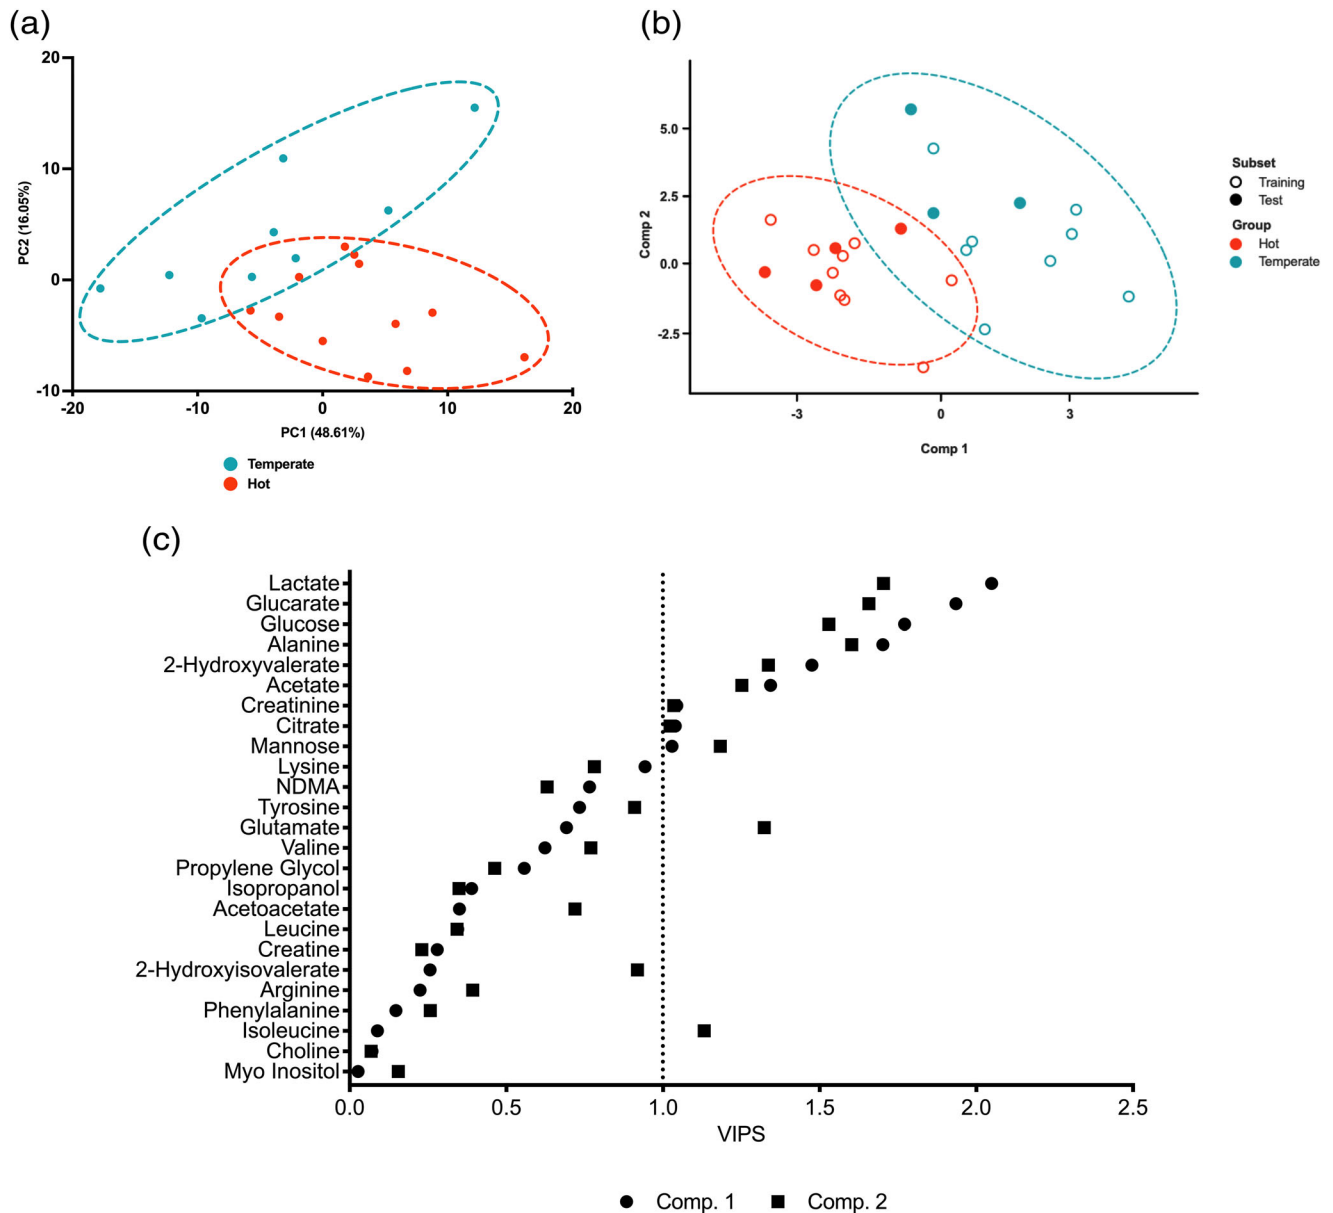 (a)
20
10
0
-10
-20
-10
0
10
20
PC2 (16.05%)
PC1 (48.61%)
Temperate
Hot
(b)
5.0
2.5
0.0
-2.5
-3
0
3
Comp 2
Comp 1
Subset
Training
Test
Group
Hot
Temperate
(c)
Lactate
Glucarate
Glucose
Alanine
2-Hydroxyvalerate
Acetate
Creatinine
Citrate
Mannose
Lysine
NDMA
Tyrosine
Glutamate
Valine
Propylene Glycol
Isopropanol
Acetoacetate
Leucine
Creatine
2-Hydroxyisovalerate
Arginine
Phenylalanine
Isoleucine
Choline
Myo Inositol
0.0 0.5 1.0 1.5 2.0 2.5
VIPS
Comp. 1 Comp. 2